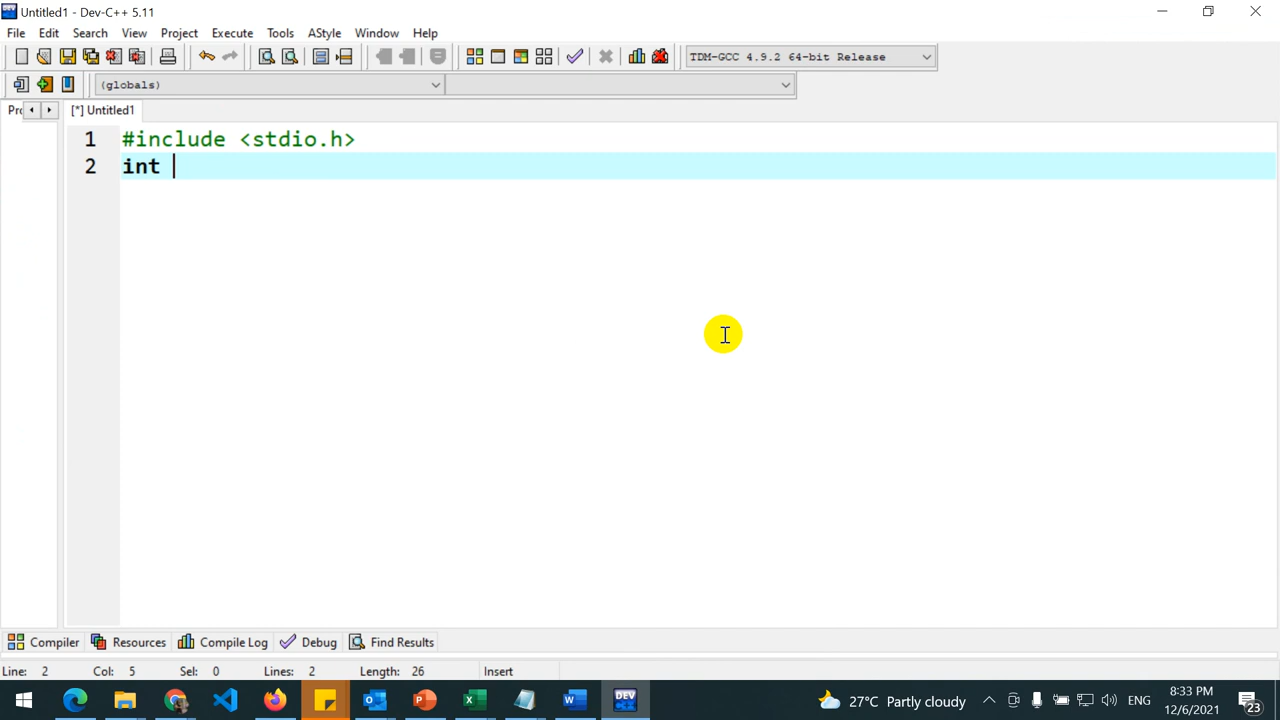 Untitled1 - Dev-C++ 5.11
File Edit Search View Project Execute Tools AStyle Window Help
TDM-GCC 4.9.2 64-bit Release
(globals)
[*] Untitled1
1 #include <stdio.h>
2 int
Compiler Resources Compile Log Debug Find Results
Line: 2 Col: 5 Sel: 0 Lines: 2 Length: 26 Insert
DEV C++
27°C Partly cloudy ENG
8:33 PM
12/6/2021
23